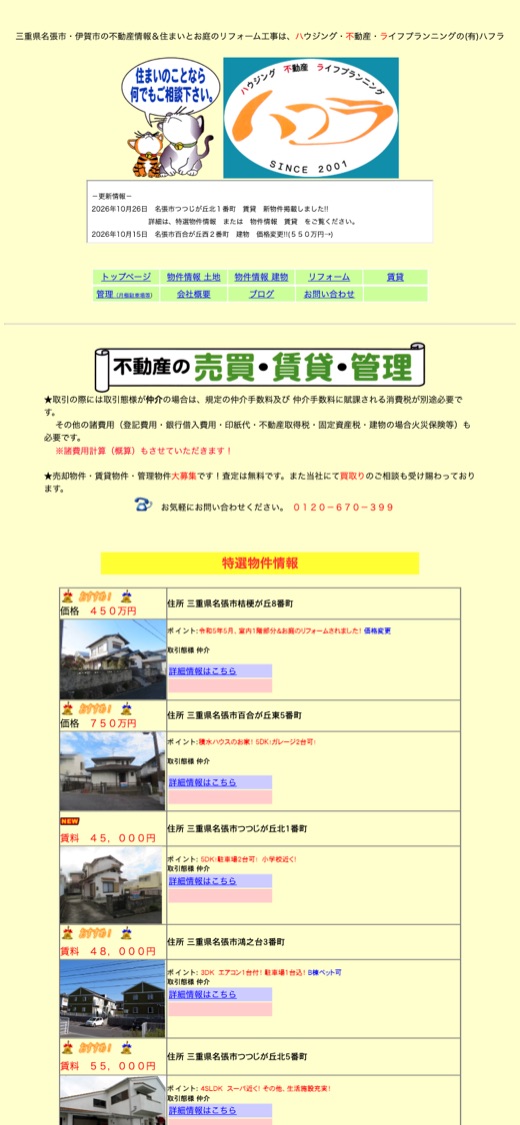 三重県名張市・伊賀市の不動産情報＆住まいとお庭のリフォーム工事は、ハウジング・不動産・ライフプランニングの(有)ハフラ
住まいのことなら
何でもご相談下さい。
ハウジング 不動産 ライフプランニング
ハフラ
SINCE 2001
－更新情報－
2026年10月26日　名張市つつじが丘北１番町　賃貸　新物件掲載しました!!
詳細は、特選物件情報　または　物件情報　賃貸　をご覧ください。
2026年10月15日　名張市百合が丘西２番町　建物　価格変更!!(５５０万円→)
トップページ　物件情報 土地　物件情報 建物　リフォーム　賃貸
管理（月極駐車場等）　会社概要　ブログ　お問い合わせ
不動産の売買・賃貸・管理
★取引の際には取引態様が仲介の場合は、規定の仲介手数料及び 仲介手数料に賦課される消費税が別途必要で
す。
その他の諸費用（登記費用・銀行借入費用・印紙代・不動産取得税・固定資産税・建物の場合火災保険等）も
必要です。
※諸費用計算（概算）もさせていただきます！
★売却物件・賃貸物件・管理物件大募集です！査定は無料です。また当社にて買取りのご相談も受け賜わっており
ます。
お気軽にお問い合わせください。　０１２０－６７０－３９９
特選物件情報
おすすめ！
価格　４５０万円
住所 三重県名張市桔梗が丘8番町
ポイント: 令和5年5月、室内1階部分&お庭のリフォームされました！ 価格変更
取引態様 仲介
詳細情報はこちら
おすすめ！
価格　７５０万円
住所 三重県名張市百合が丘東5番町
ポイント:積水ハウスのお家！ 5DK♪ガレージ2台可♪
取引態様 仲介
詳細情報はこちら
NEW
賃料　４５，０００円
住所 三重県名張市つつじが丘北1番町
ポイント: 5DK♪駐車場2台可♪ 小学校近く！
取引態様 仲介
詳細情報はこちら
おすすめ！
賃料　４８，０００円
住所 三重県名張市鴻之台3番町
ポイント: 2DK エアコン1台付！ 駐車場1台込！ B棟ペット可
取引態様 仲介
詳細情報はこちら
おすすめ！
賃料　５５，０００円
住所 三重県名張市つつじが丘北5番町
ポイント: 4SLDK スーパ近く！ その他、生活施設充実！
取引態様 仲介
詳細情報はこちら